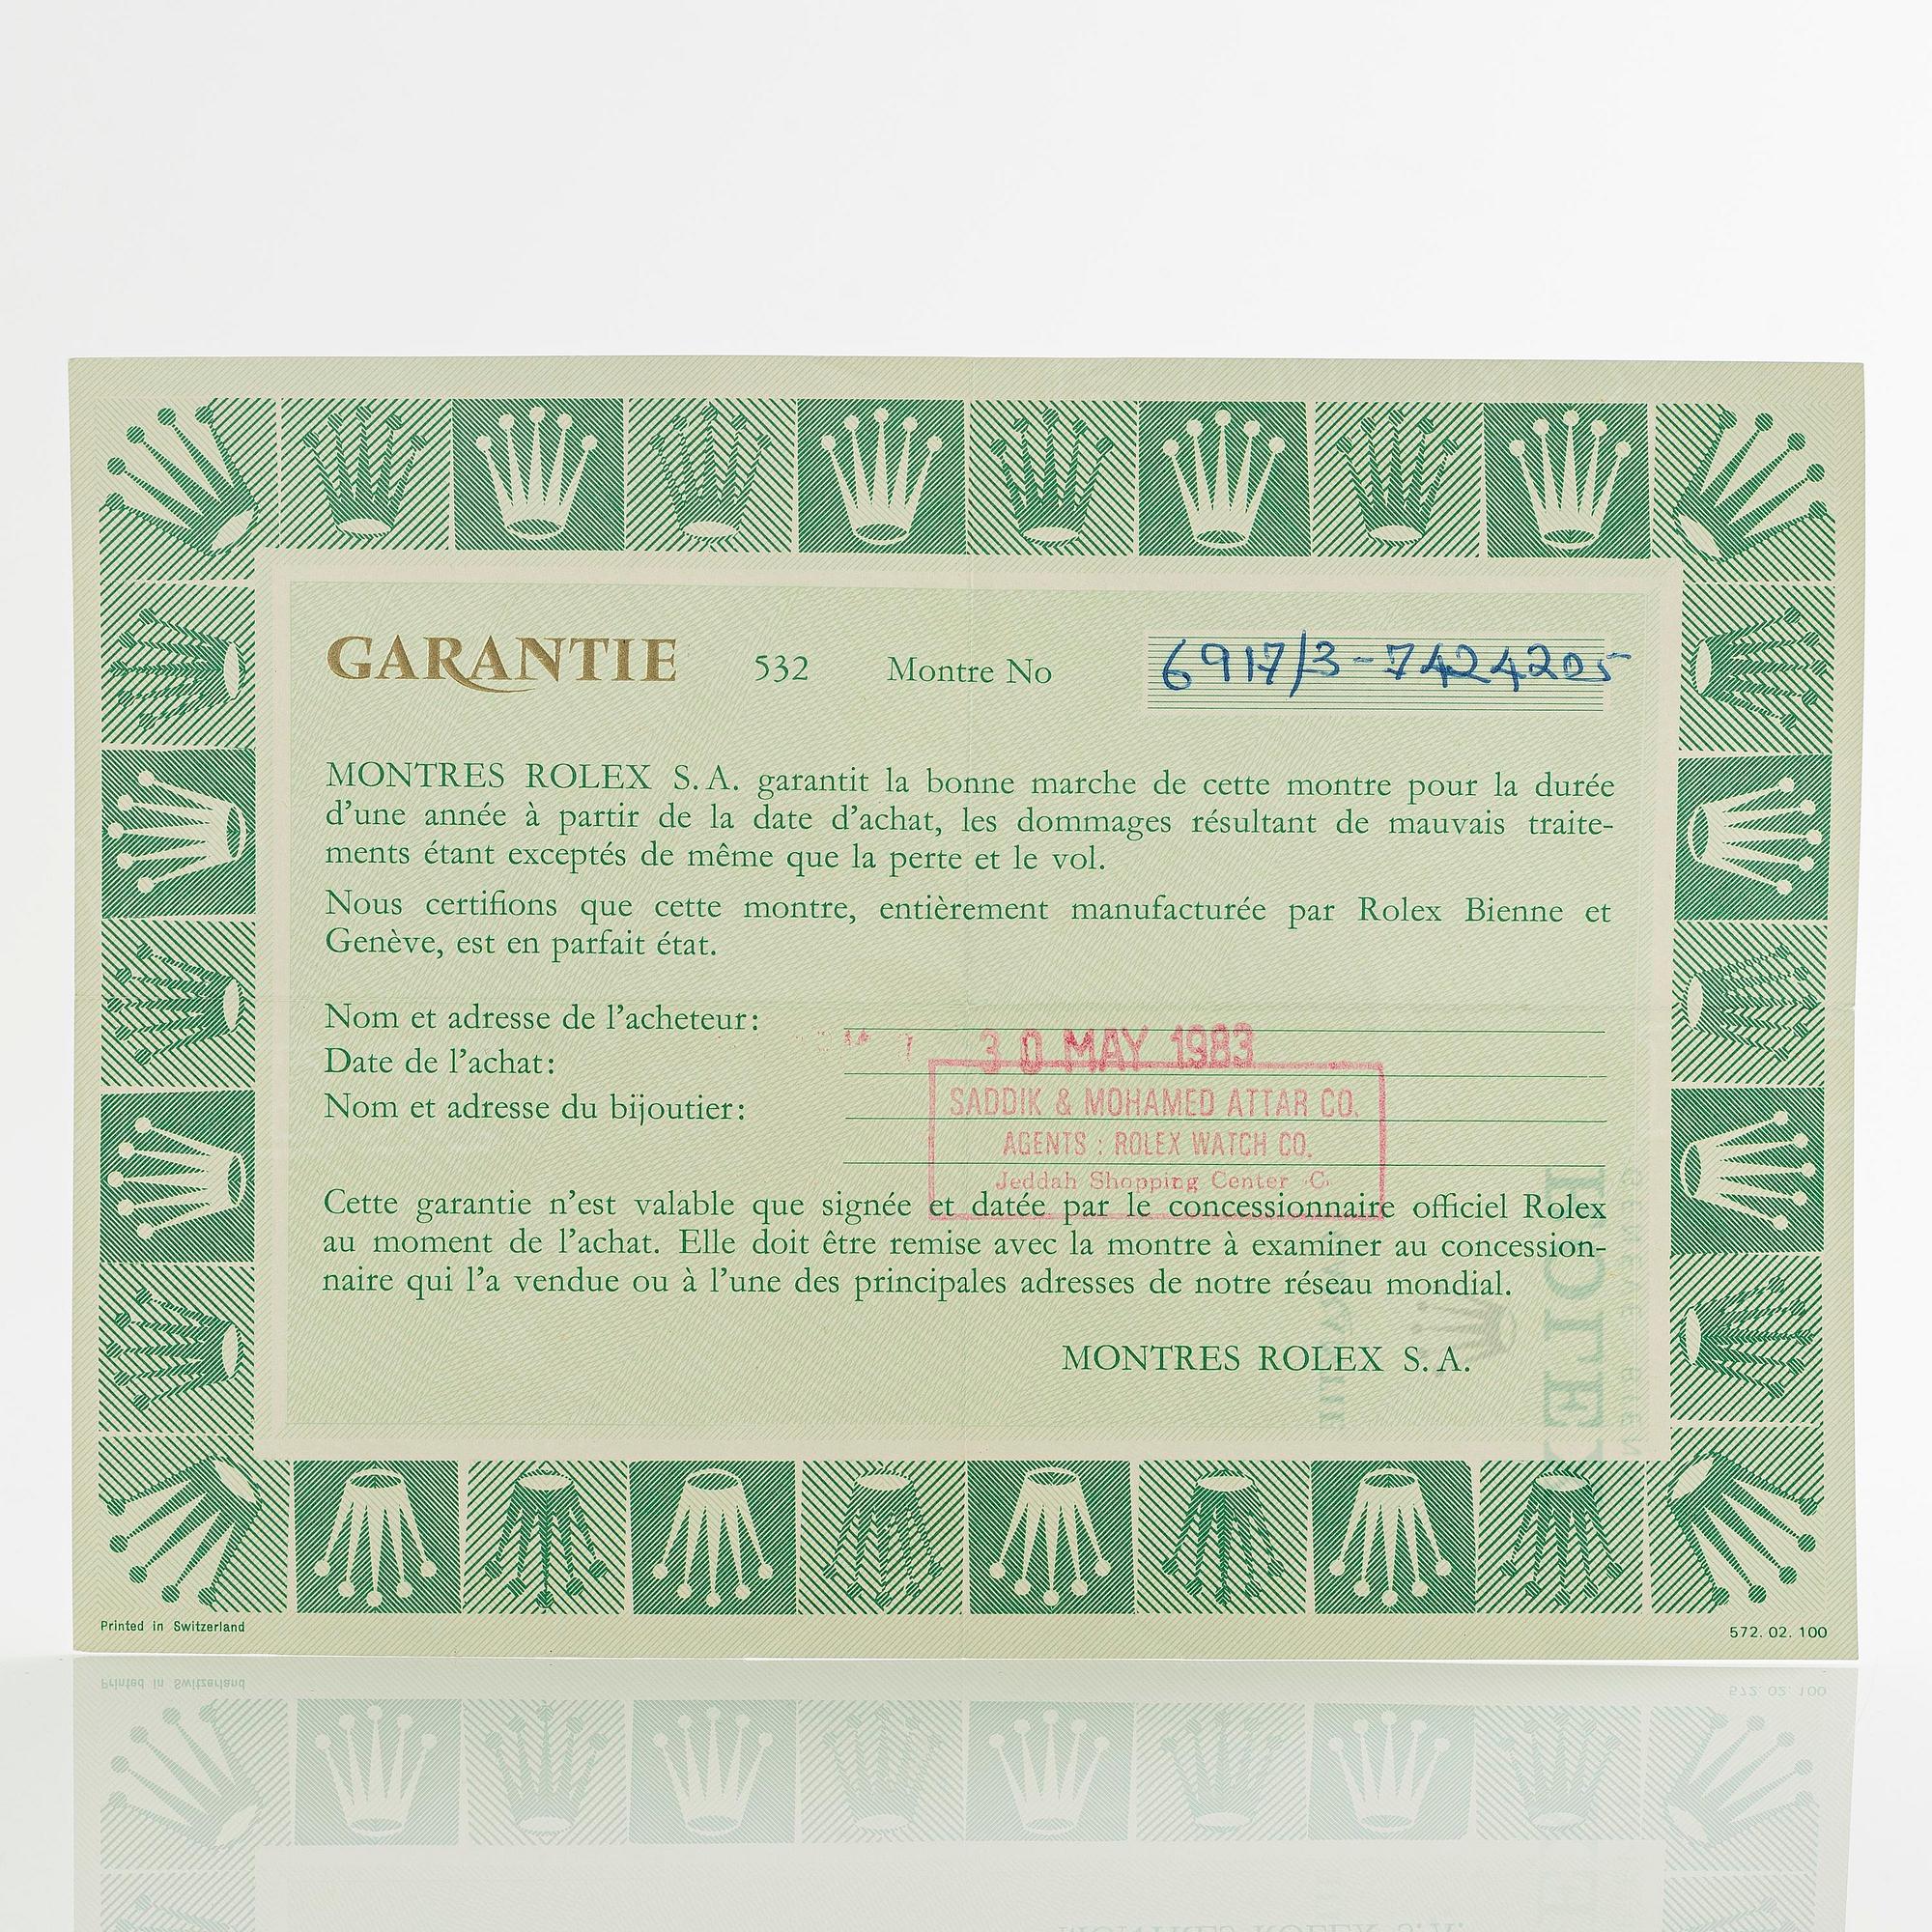 GARANTIE 532 Montre No 6917/3-7424205
MONTRES ROLEX S.A. garantit la bonne marche de cette montre pour la durée
d'une année à partir de la date d'achat, les dommages résultant de mauvais traite-
ments étant exceptés de même que la perte et le vol.
Nous certifions que cette montre, entièrement manufacturée par Rolex Bienne et
Genève, est en parfait état.
Nom et adresse de l'acheteur:
Date de l'achat: 30 MAY 1983
Nom et adresse du bijoutier: SADDIK & MOHAMED ATTAR CO.
AGENTS : ROLEX WATCH CO.
Jeddah Shopping Center
Cette garantie n'est valable que signée et datée par le concessionnaire officiel Rolex
au moment de l'achat. Elle doit être remise avec la montre à examiner au concession-
naire qui l'a vendue ou à l'une des principales adresses de notre réseau mondial.
MONTRES ROLEX S.A.
Printed in Switzerland
572.02.100